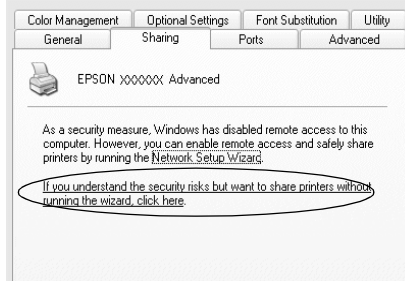 Color Management Optional Settings Font Substitution Utility
General Sharing Ports Advanced
EPSON XXXXXX Advanced
As a security measure, Windows has disabled remote access to this
computer. However, you can enable remote access and safely share
printers by running the Network Setup Wizard.
If you understand the security risks but want to share printers without
running the wizard, click here.